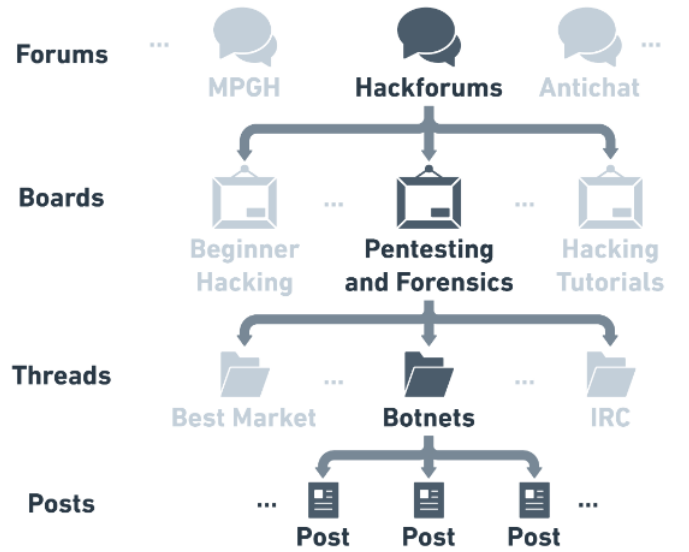 Forums
... ...
MPGH Hackforums Antichat
Boards
... ...
Beginner Pentesting Hacking
Hacking and Forensics Tutorials
Threads
... ...
Best Market Botnets IRC
Posts
... ...
Post Post Post